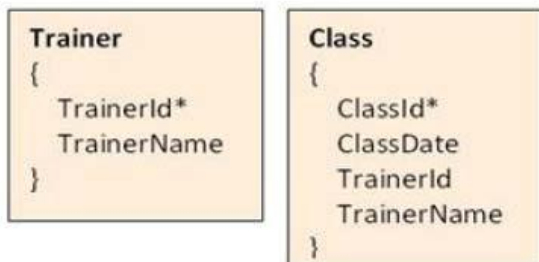 Trainer
{
TrainerId*
TrainerName
}
Class
{
ClassId*
ClassDate
TrainerId
TrainerName
}